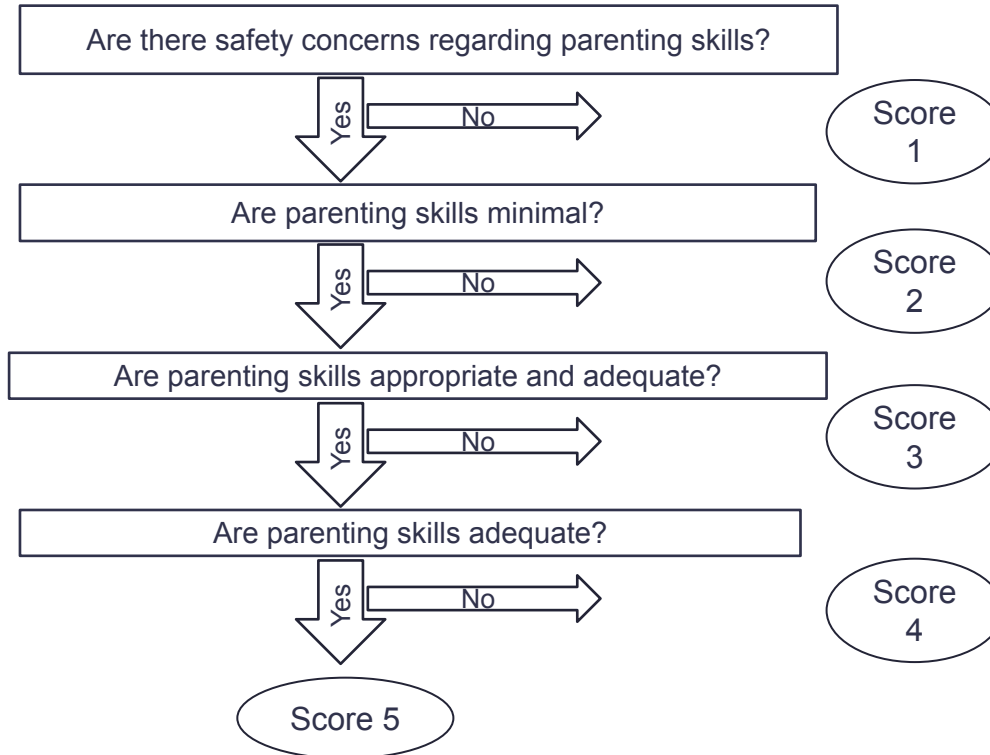 Are there safety concerns regarding parenting skills?
Yes
No
Score
1
Are parenting skills minimal?
Yes
No
Score
2
Are parenting skills appropriate and adequate?
Yes
No
Score
3
Are parenting skills adequate?
Yes
No
Score
4
Score 5